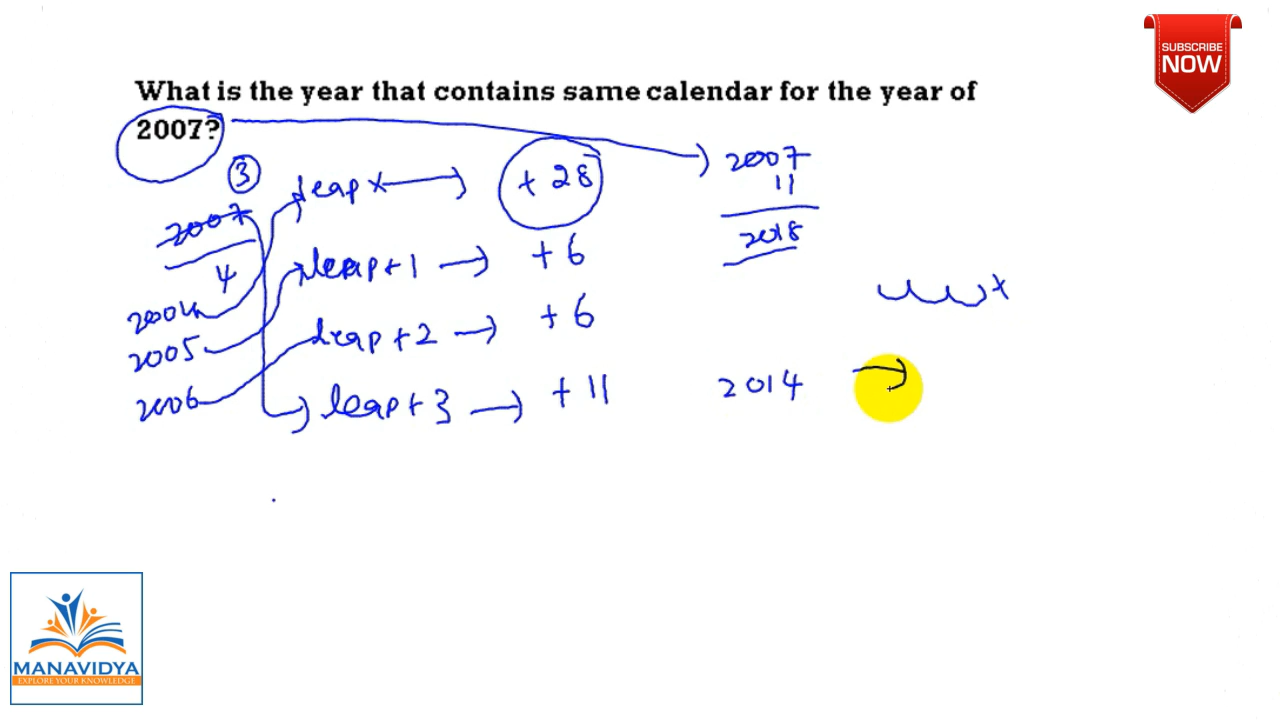 What is the year that contains same calendar for the year of
2007?
SUBSCRIBE
NOW
3
leap x → + 28
2007
11
2018
2007
4
leap + 1 → + 6
2004
leap + 2 → + 6
2005
2006
leap + 3 → + 11
2014 →
MANAVIDYA
EXPLORE YOUR KNOWLEDGE